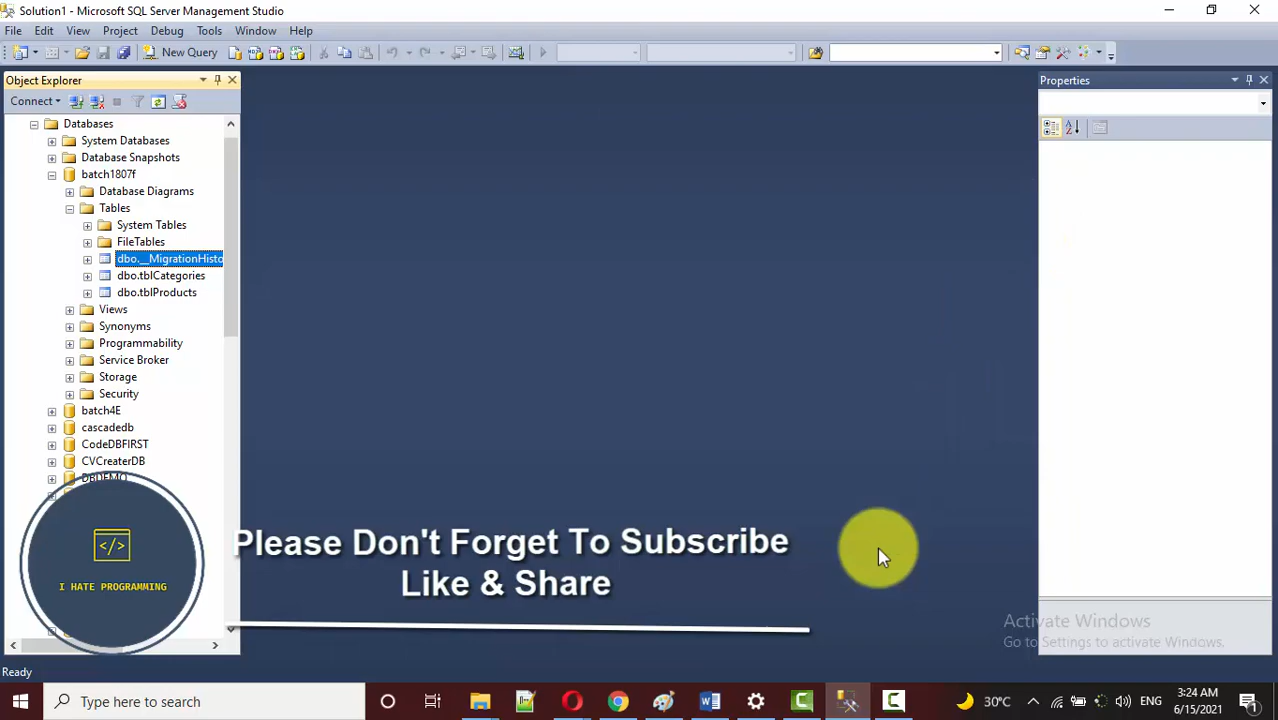 Solution1 - Microsoft SQL Server Management Studio
File Edit View Project Debug Tools Window Help
New Query
Object Explorer
Properties
Connect
Databases
System Databases
Database Snapshots
batch1807f
Database Diagrams
Tables
System Tables
FileTables
dbo.__MigrationHisto
dbo.tblCategories
dbo.tblProducts
Views
Synonyms
Programmability
Service Broker
Storage
Security
batch4E
cascadedb
CodeDBFIRST
CVCreaterDB
DBDEMO
</>
I HATE PROGRAMMING
Please Don't Forget To Subscribe
Like & Share
Activate Windows
Go to Settings to activate Windows.
Ready
Type here to search
30°C
ENG
3:24 AM
6/15/2021
1